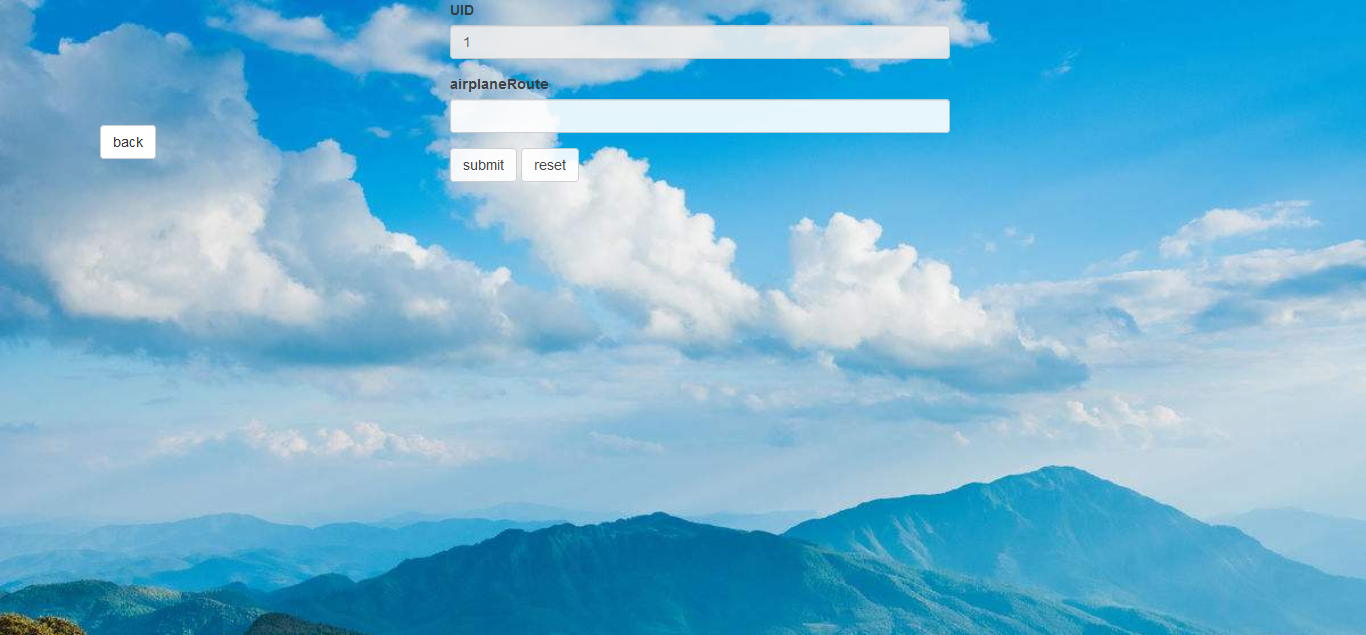 UID
1
airplaneRoute
back
submit reset